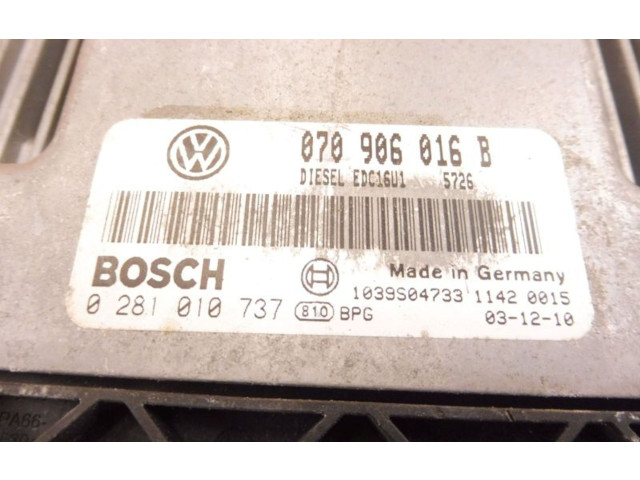 070 906 016 B
DIESEL EDC16U1 5726
BOSCH
Made in Germany
1039S04733 1142 0015
0 281 010 737 810 BPG
03-12-10
PA66-